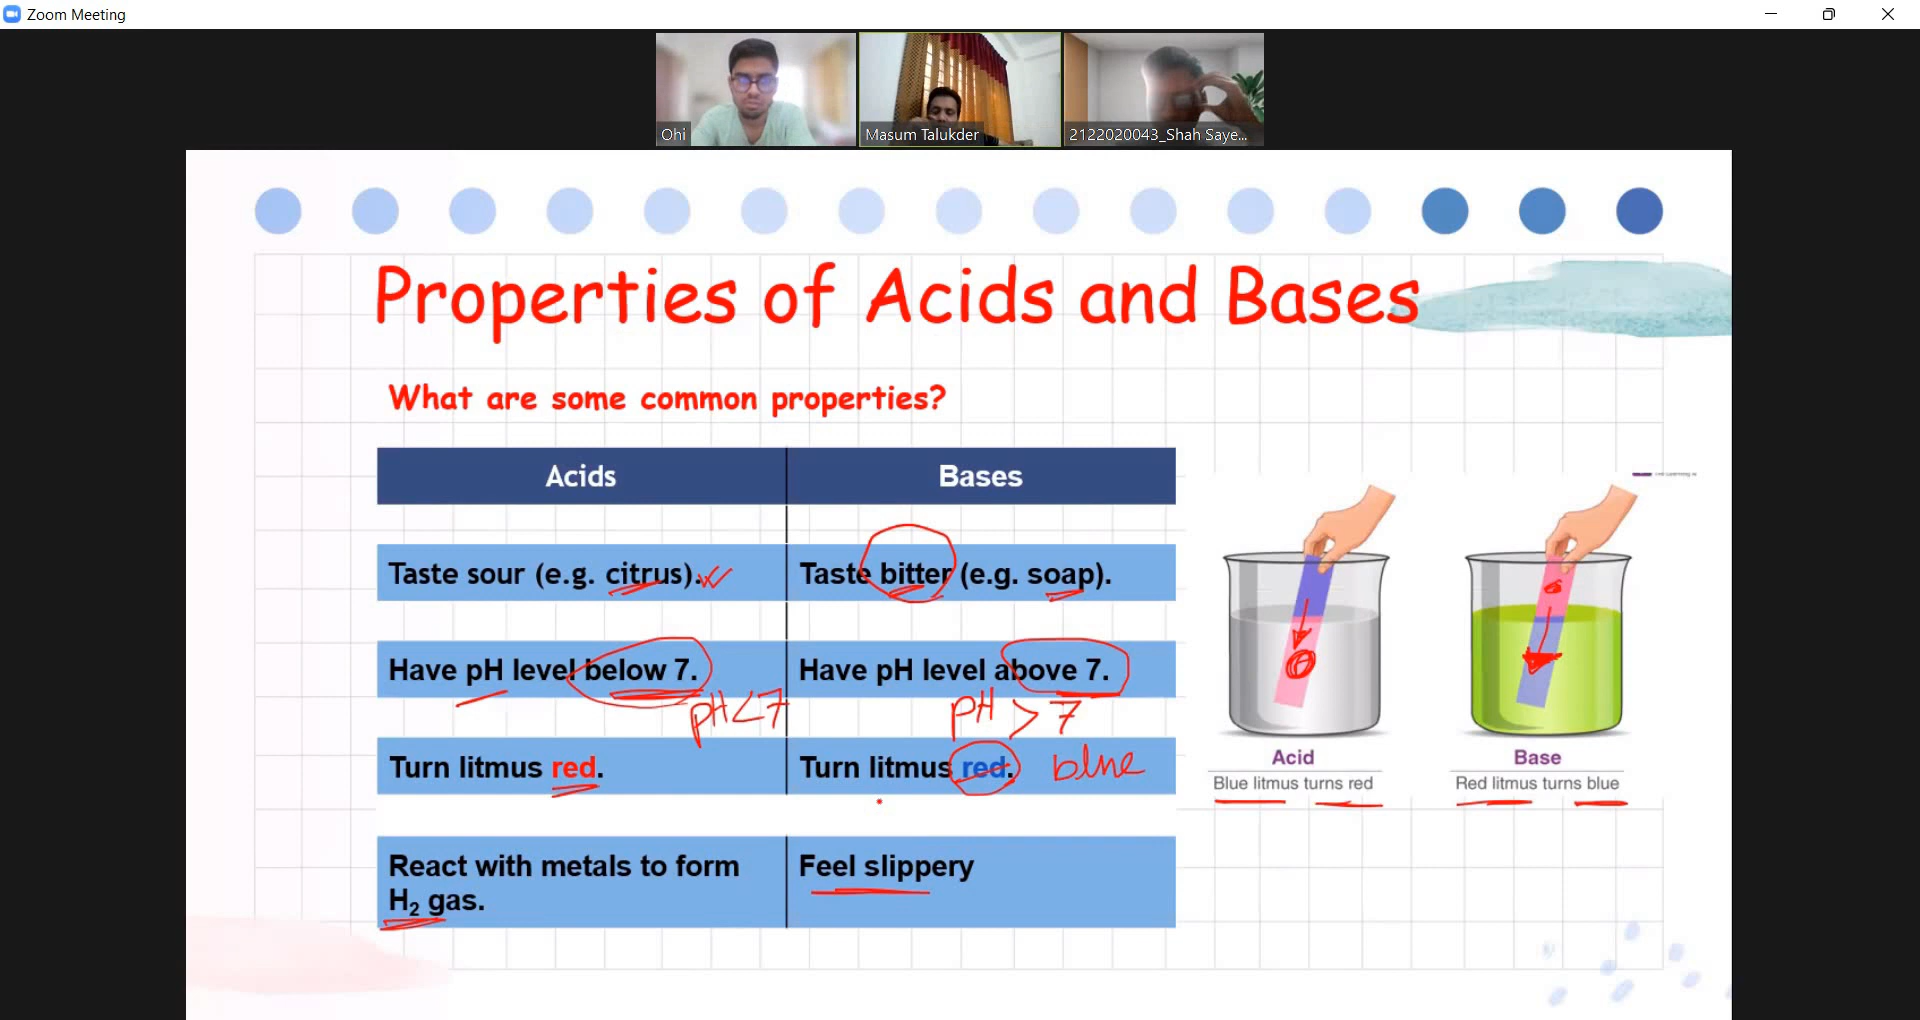 Zoom Meeting
Ohi
Masum Talukder
2122020043_Shah Saye...
Properties of Acids and Bases
What are some common properties?
Acids
Bases
Taste sour (e.g. citrus).
Taste bitter (e.g. soap).
Have pH level below 7.
Have pH level above 7.
pH<7
pH > 7
Turn litmus red.
Turn litmus red.
blue
React with metals to form
H₂ gas.
Feel slippery
Acid
Blue litmus turns red
Base
Red litmus turns blue